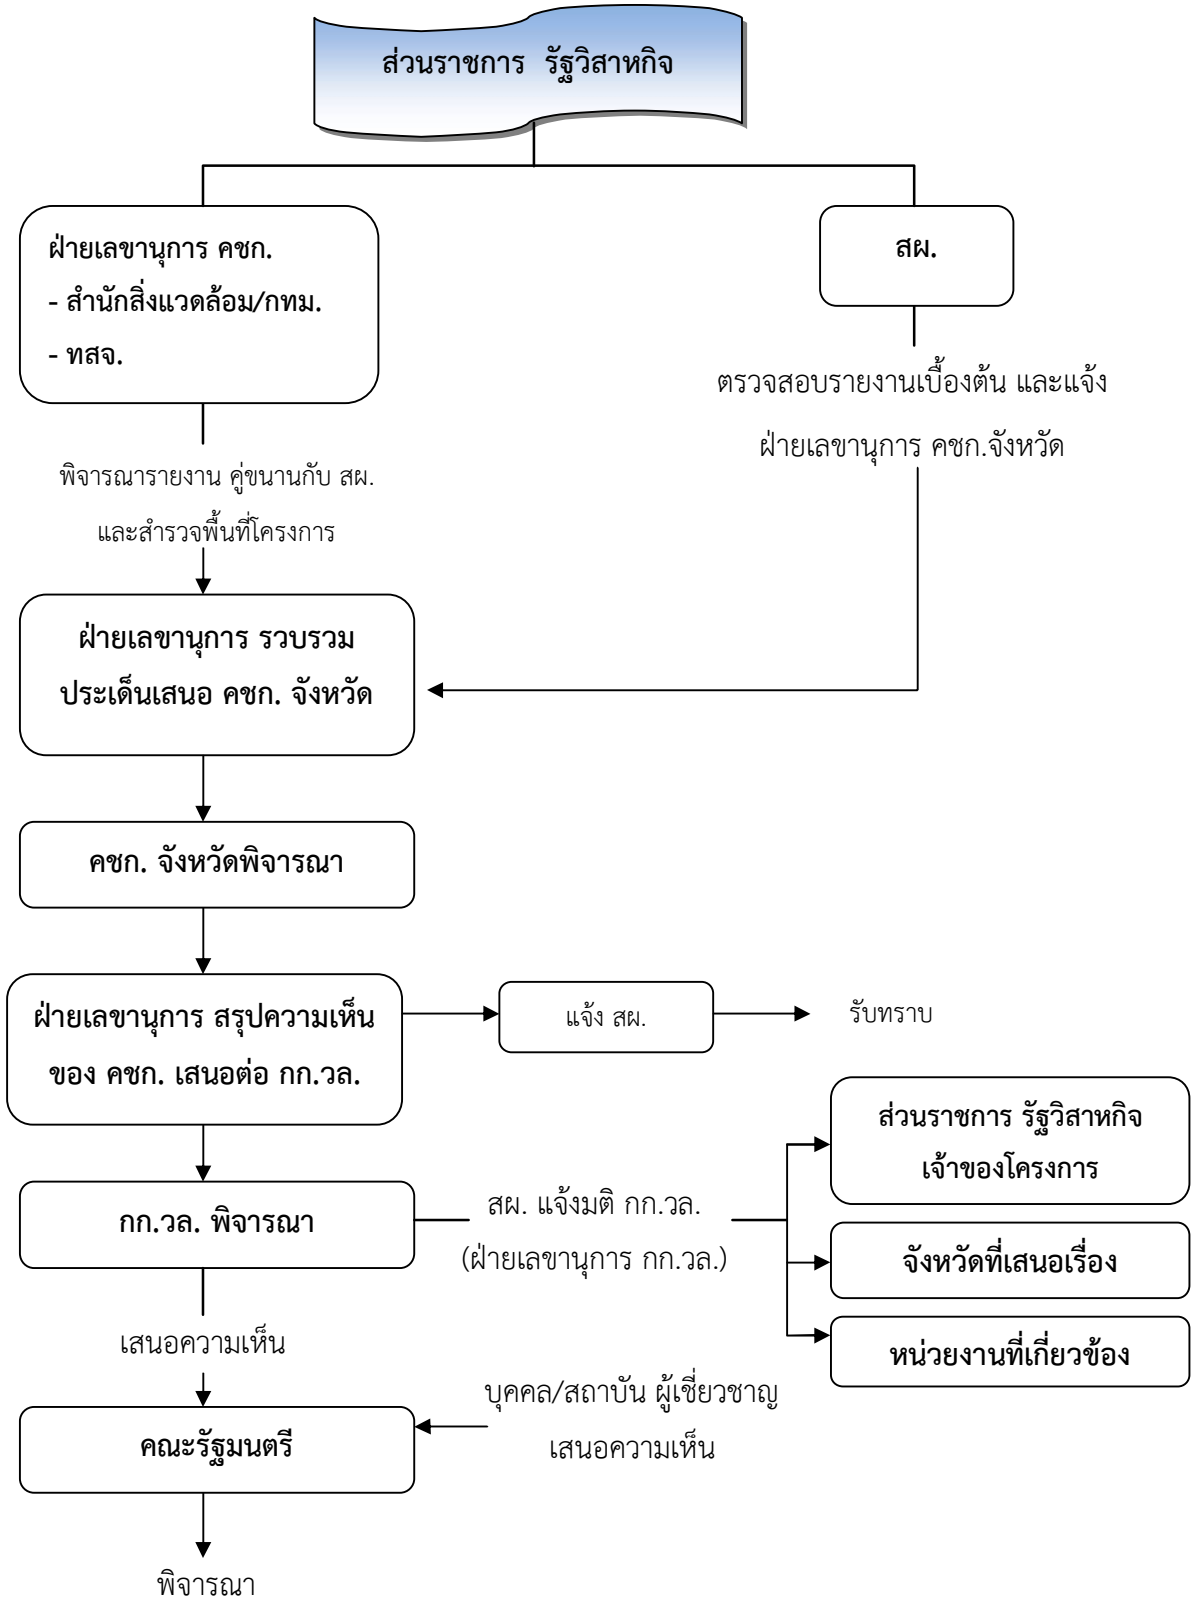 ส่วนราชการ รัฐวิสาหกิจ
ฝ่ายเลขานุการ คชก.
- สำนักสิ่งแวดล้อม/กทม.
- ทสจ.
สผ.
ตรวจสอบรายงานเบื้องต้น และแจ้ง
ฝ่ายเลขานุการ คชก.จังหวัด
พิจารณารายงาน คู่ขนานกับ สผ.
และสำรวจพื้นที่โครงการ
ฝ่ายเลขานุการ รวบรวม
ประเด็นเสนอ คชก. จังหวัด
คชก. จังหวัดพิจารณา
ฝ่ายเลขานุการ สรุปความเห็น
ของ คชก. เสนอต่อ กก.วล.
แจ้ง สผ.
รับทราบ
กก.วล. พิจารณา
สผ. แจ้งมติ กก.วล.
(ฝ่ายเลขานุการ กก.วล.)
ส่วนราชการ รัฐวิสาหกิจ
เจ้าของโครงการ
จังหวัดที่เสนอเรื่อง
หน่วยงานที่เกี่ยวข้อง
เสนอความเห็น
บุคคล/สถาบัน ผู้เชี่ยวชาญ
เสนอความเห็น
คณะรัฐมนตรี
พิจารณา